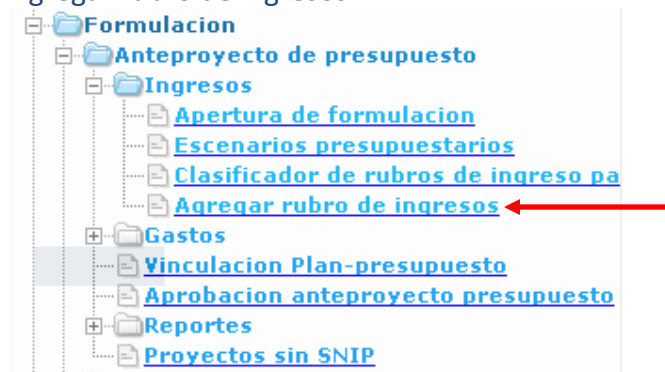 Formulacion
Anteproyecto de presupuesto
Ingresos
Apertura de formulacion
Escenarios presupuestarios
Clasificador de rubros de ingreso pa
Agregar rubro de ingresos
Gastos
Vinculacion Plan-presupuesto
Aprobacion anteproyecto presupuesto
Reportes
Proyectos sin SNIP